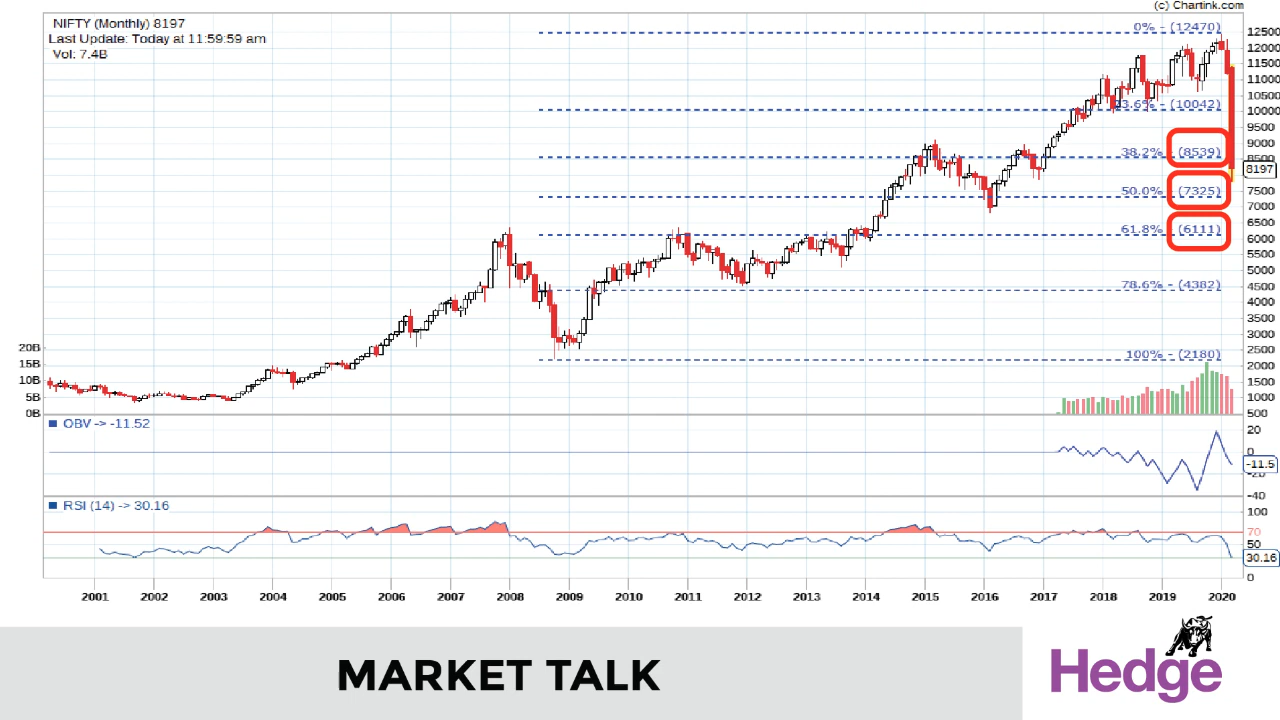 (c) Chartink.com
NIFTY (Monthly) 8197
Last Update: Today at 11:59:59 am
Vol: 7.4B
0% - (12470)
23.6% - (10042)
38.2% - (8539)
50.0% - (7325)
61.8% - (6111)
78.6% - (4382)
100% - (2180)
12500
12000
11500
11000
10500
10000
9500
9000
8500
8197
7500
7000
6500
6000
5500
5000
4500
4000
3500
3000
2500
2000
1500
1000
500
20B
15B
10B
5B
0B
OBV -> -11.52
20
0
-11.5
-20
-40
RSI (14) -> 30.16
100
70
50
30.16
0
2001 2002 2003 2004 2005 2006 2007 2008 2009 2010 2011 2012 2013 2014 2015 2016 2017 2018 2019 2020
MARKET TALK
Hedge